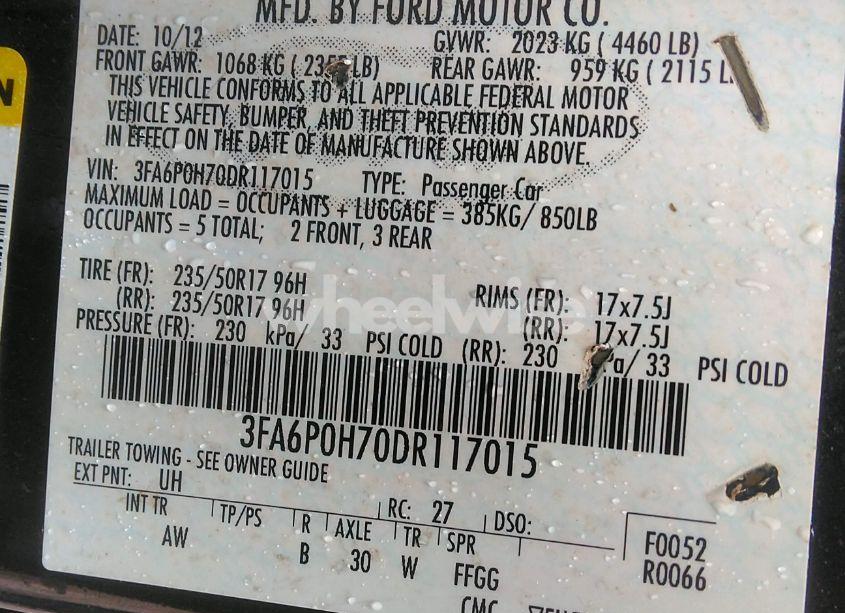 MFD. BY FORD MOTOR CO.
DATE: 10/12 GVWR: 2023 KG ( 4460 LB)
FRONT GAWR: 1068 KG ( 2355 LB) REAR GAWR: 959 KG ( 2115 L
THIS VEHICLE CONFORMS TO ALL APPLICABLE FEDERAL MOTOR
VEHICLE SAFETY, BUMPER, AND THEFT PREVENTION STANDARDS
IN EFFECT ON THE DATE OF MANUFACTURE SHOWN ABOVE.
VIN: 3FA6P0H70DR117015 TYPE: Passenger Car
MAXIMUM LOAD = OCCUPANTS + LUGGAGE = 385KG/ 850LB
OCCUPANTS = 5 TOTAL; 2 FRONT, 3 REAR
TIRE (FR): 235/50R17 96H RIMS (FR): 17x7.5J
(RR): 235/50R17 96H (RR): 17x7.5J
wheelwide
PRESSURE (FR): 230 kPa/ 33 PSI COLD (RR): 230 Pa/ 33 PSI COLD
3FA6P0H70DR117015
TRAILER TOWING - SEE OWNER GUIDE
EXT PNT: UH RC: 27 DSO:
INT TR TP/PS R AXLE TR SPR F0052
AW B 30 W FFGG R0066
CMC